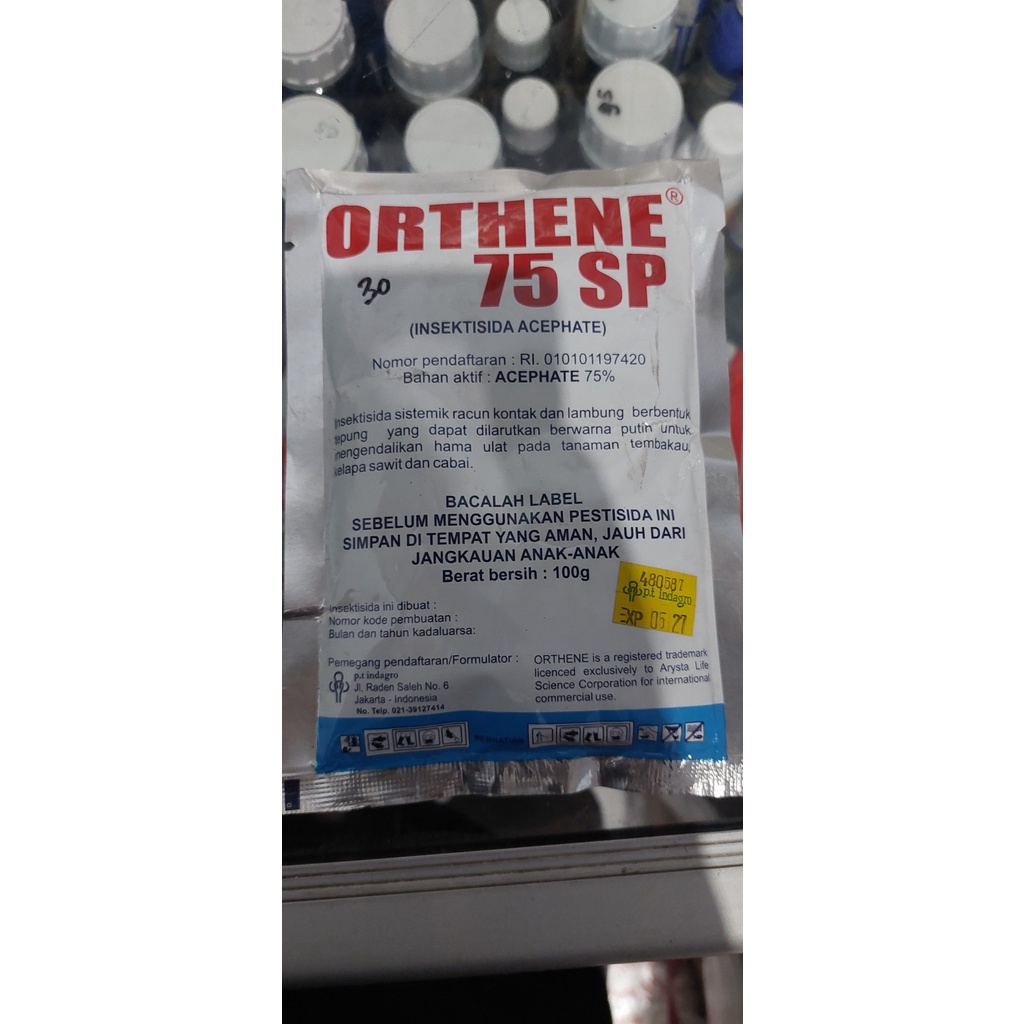 35
ORTHENE®
75 SP
30
(INSEKTISIDA ACEPHATE)
Nomor pendaftaran : RI. 010101197420
Bahan aktif : ACEPHATE 75%
Insektisida sistemik racun kontak dan lambung berbentuk
tepung yang dapat dilarutkan berwarna putih untuk
mengendalikan hama ulat pada tanaman tembakau,
kelapa sawit dan cabai.
BACALAH LABEL
SEBELUM MENGGUNAKAN PESTISIDA INI
SIMPAN DI TEMPAT YANG AMAN, JAUH DARI
JANGKAUAN ANAK-ANAK
Berat bersih : 100g
480587
p.t indagro
EXP 05 27
Insektisida ini dibuat :
Nomor kode pembuatan :
Bulan dan tahun kadaluarsa:
Pemegang pendaftaran/Formulator :
p.t indagro
Jl. Raden Saleh No. 6
Jakarta - Indonesia
No. Telp. 021-39127414
ORTHENE is a registered trademark
licenced exclusively to Arysta Life
Science Corporation for international
commercial use.
PERHATIAN